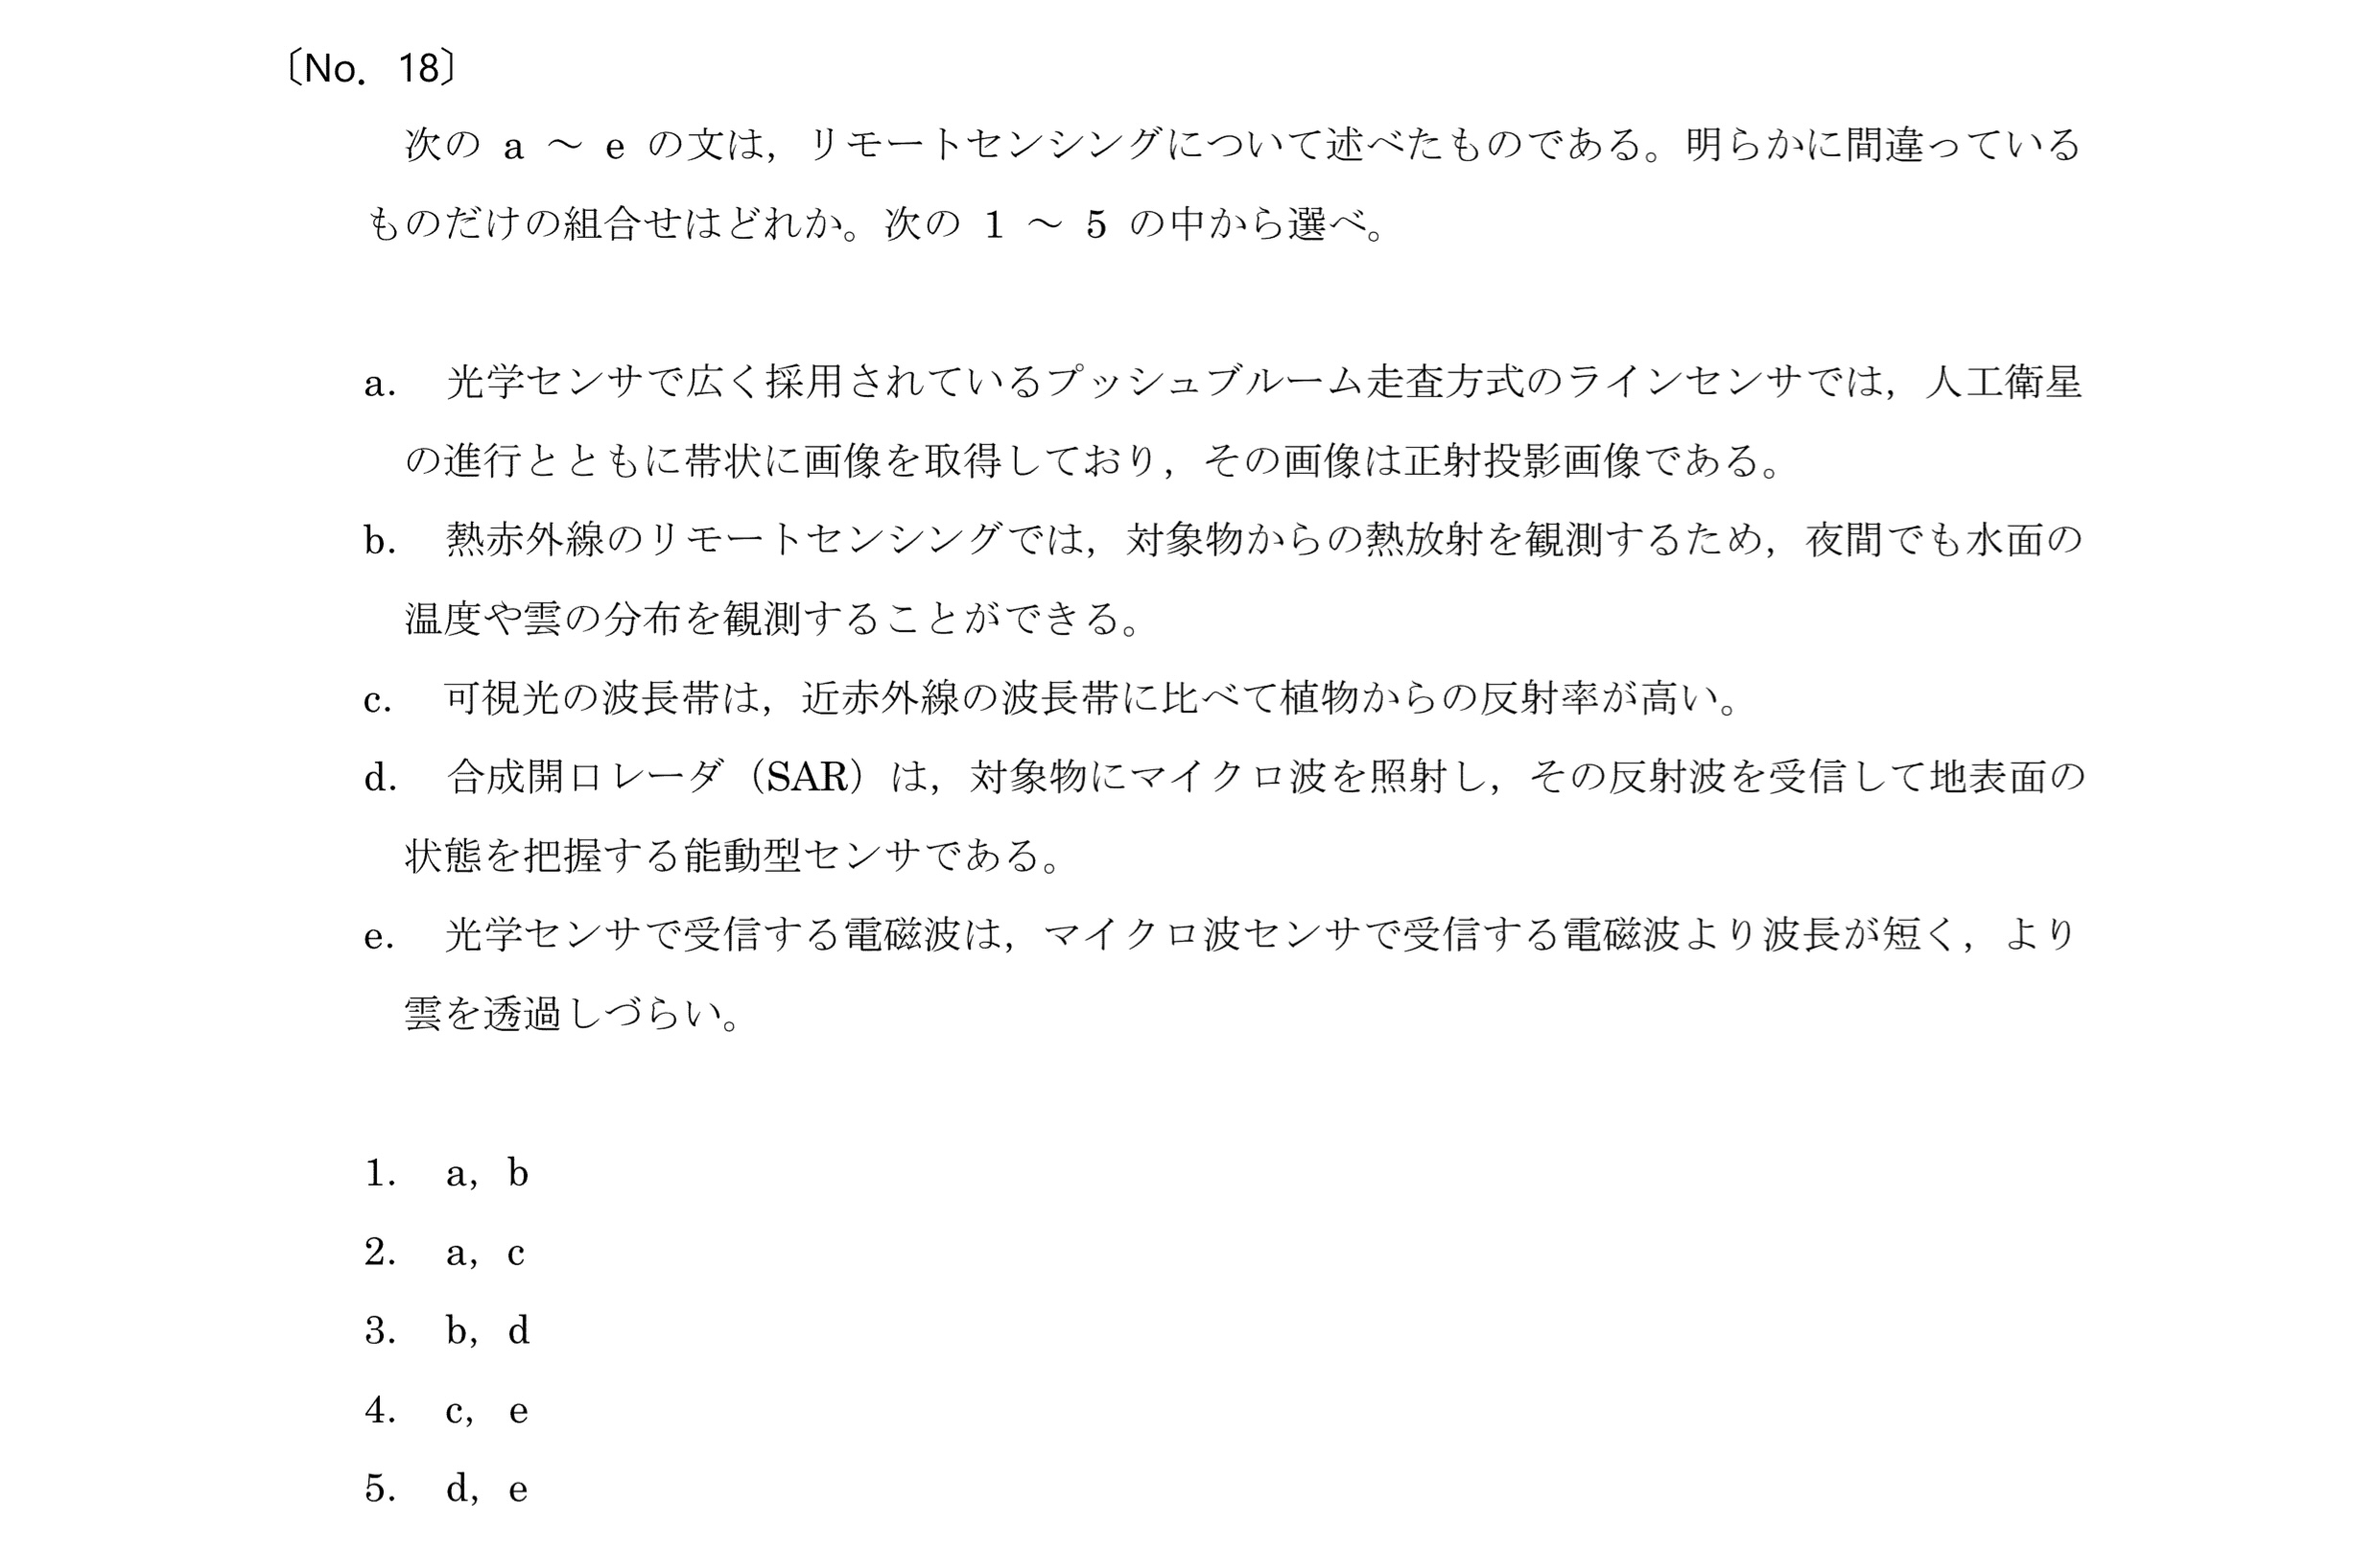 〔No. 18〕
次の a ～ e の文は，リモートセンシングについて述べたものである。明らかに間違っている
ものだけの組合せはどれか。次の 1 ～ 5 の中から選べ。
a. 光学センサで広く採用されているプッシュブルーム走査方式のラインセンサでは，人工衛星
の進行とともに帯状に画像を取得しており，その画像は正射投影画像である。
b. 熱赤外線のリモートセンシングでは，対象物からの熱放射を観測するため，夜間でも水面の
温度や雲の分布を観測することができる。
c. 可視光の波長帯は，近赤外線の波長帯に比べて植物からの反射率が高い。
d. 合成開口レーダ（SAR）は，対象物にマイクロ波を照射し，その反射波を受信して地表面の
状態を把握する能動型センサである。
e. 光学センサで受信する電磁波は，マイクロ波センサで受信する電磁波より波長が短く，より
雲を透過しづらい。
1. a，b
2. a，c
3. b，d
4. c，e
5. d，e